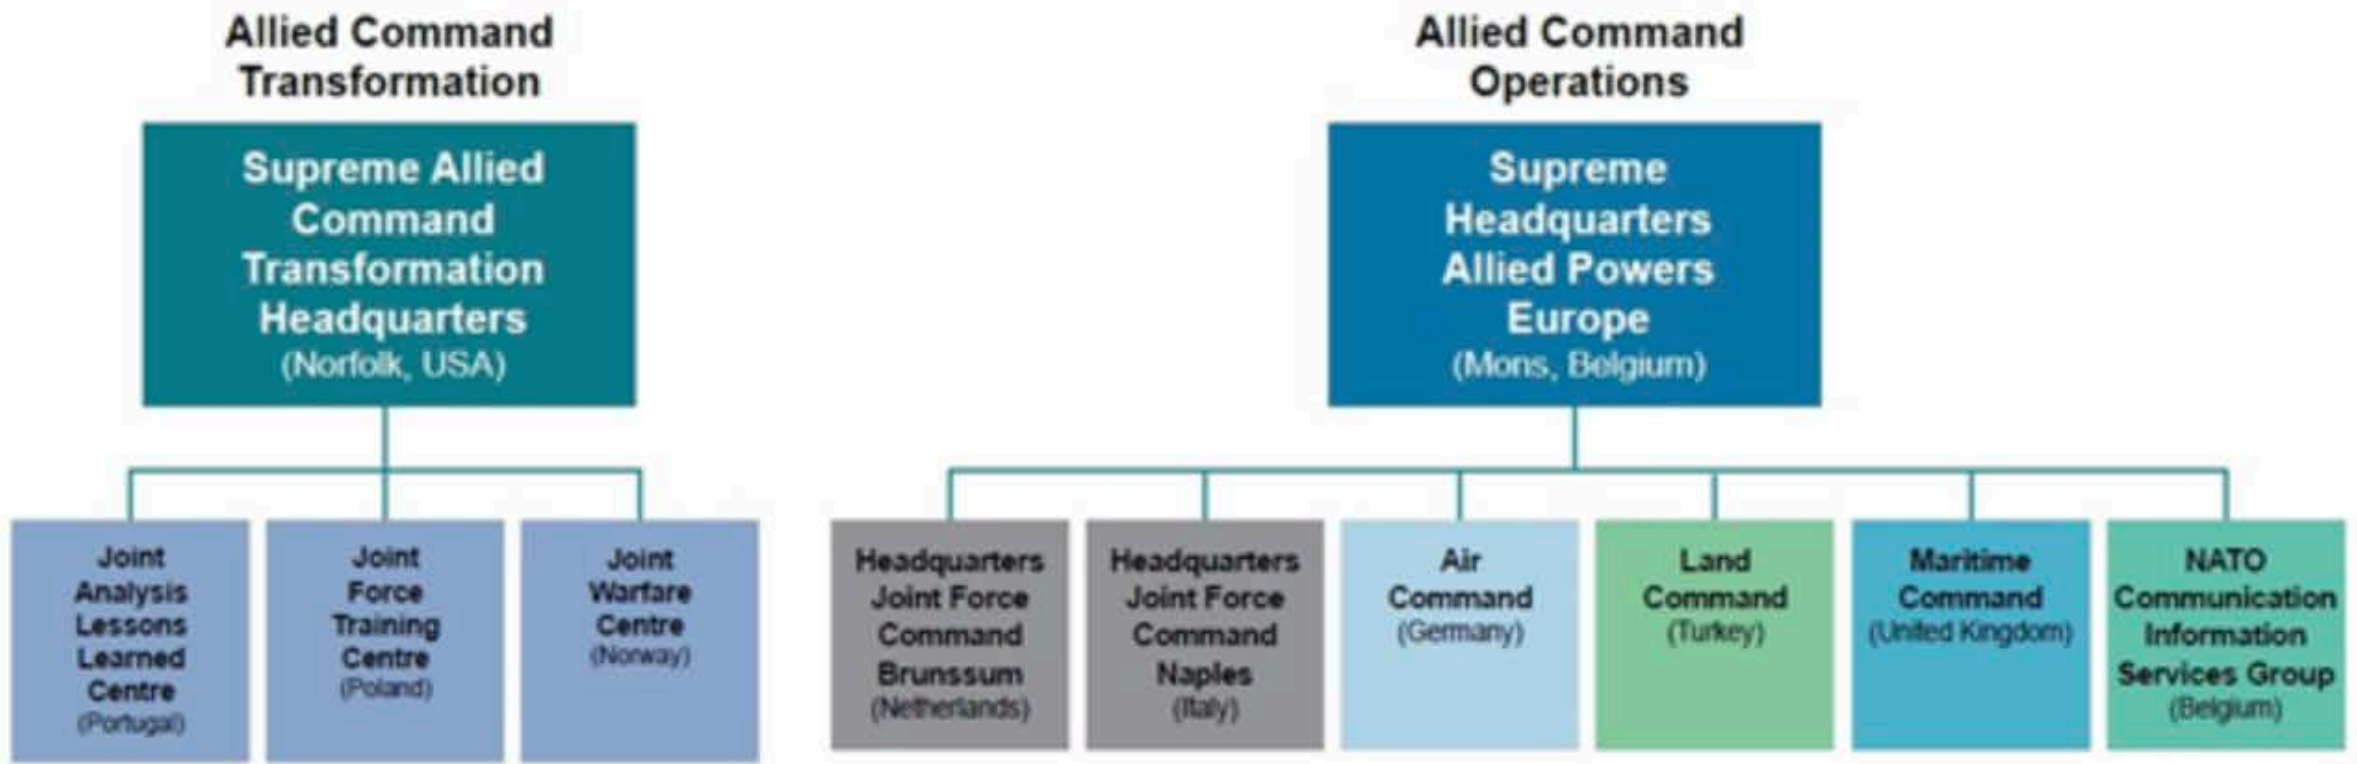 Allied Command
Transformation
Supreme Allied
Command
Transformation
Headquarters
(Norfolk, USA)
Joint
Analysis
Lessons
Learned
Centre
(Portugal)
Joint
Force
Training
Centre
(Poland)
Joint
Warfare
Centre
(Norway)
Allied Command
Operations
Supreme
Headquarters
Allied Powers
Europe
(Mons, Belgium)
Headquarters
Joint Force
Command
Brunssum
(Netherlands)
Headquarters
Joint Force
Command
Naples
(Italy)
Air
Command
(Germany)
Land
Command
(Turkey)
Maritime
Command
(United Kingdom)
NATO
Communication
Information
Services Group
(Belgium)